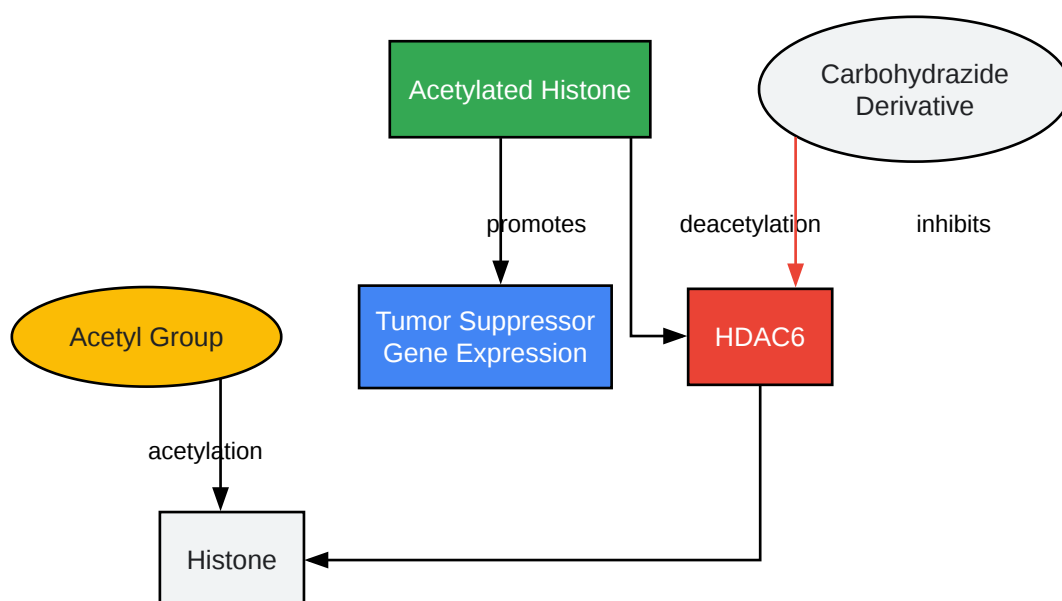 Acetylated Histone
Carbohydrazide
Derivative
promotes
deacetylation
inhibits
Acetyl Group
Tumor Suppressor
Gene Expression
HDAC6
acetylation
Histone